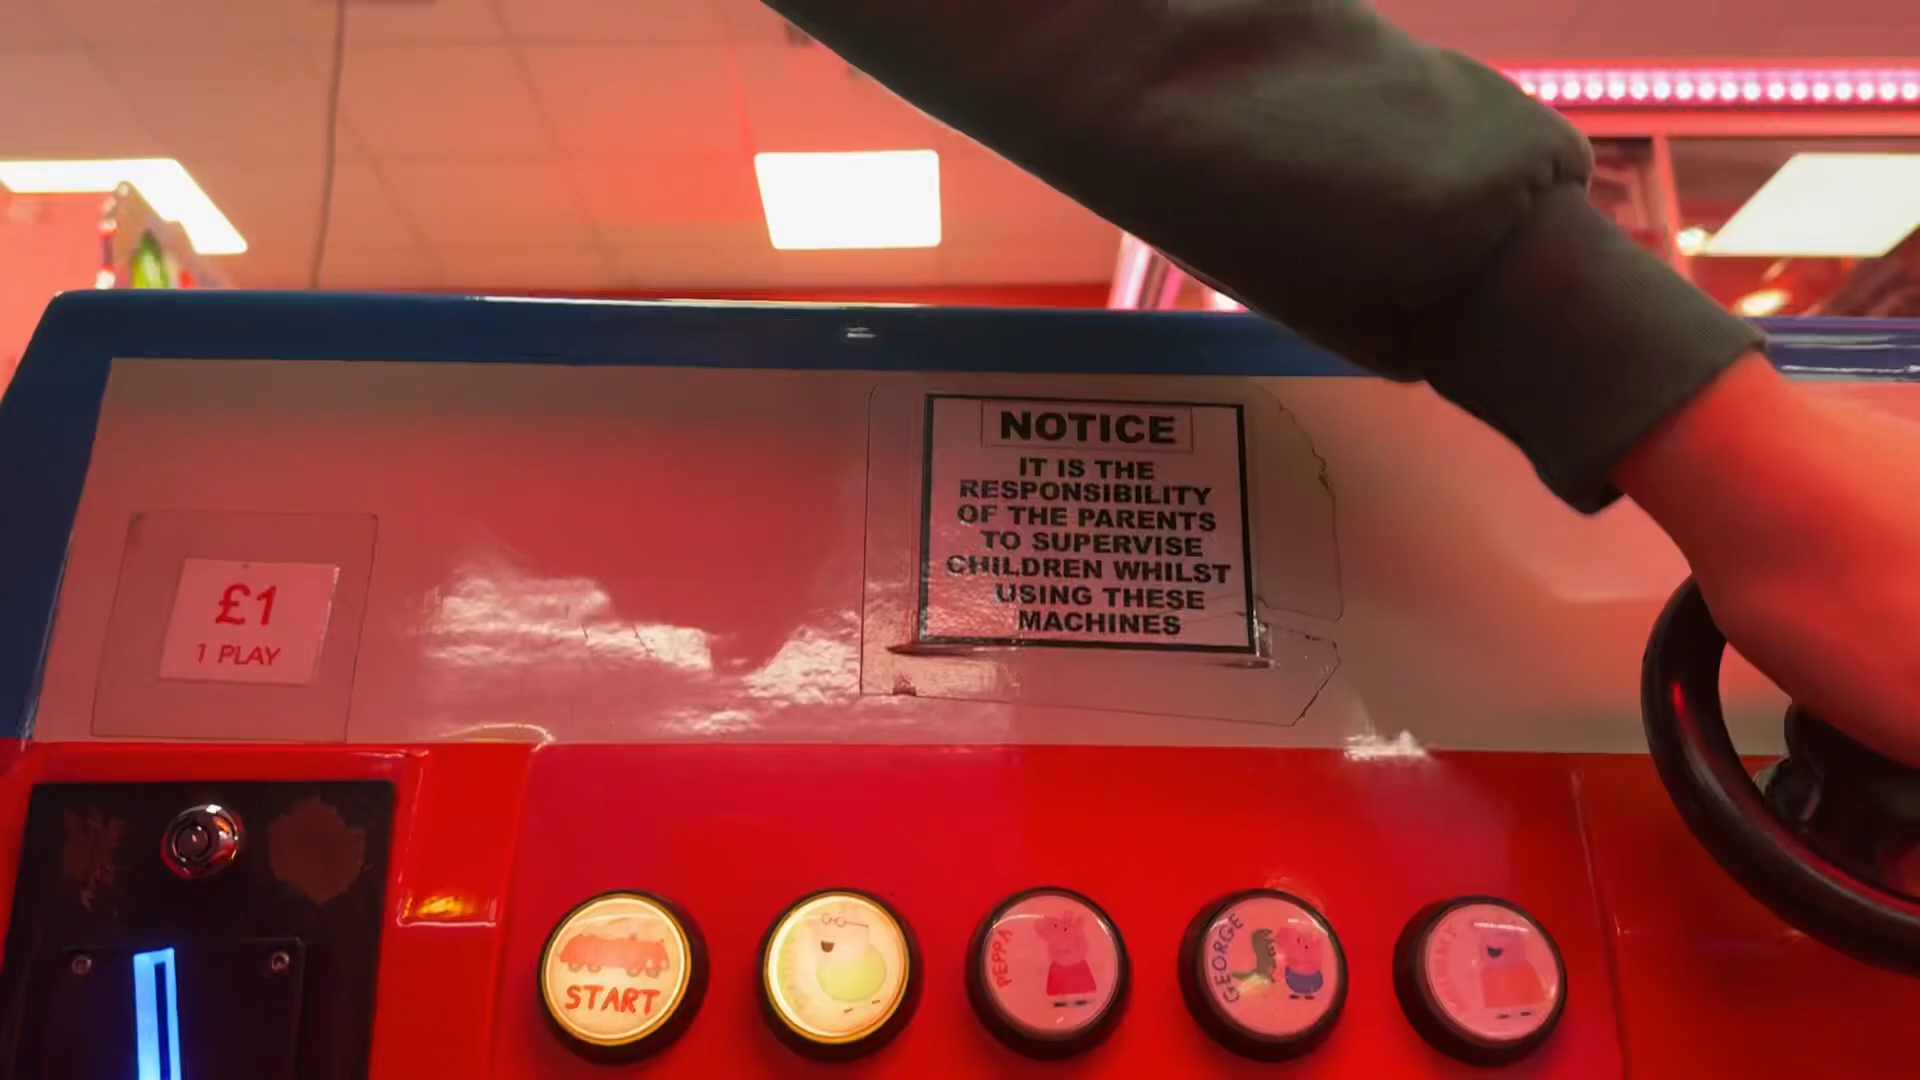 NOTICE
IT IS THE
RESPONSIBILITY
OF THE PARENTS
TO SUPERVISE
CHILDREN WHILST
USING THESE
MACHINES
£1
1 PLAY
START
PEPPA
GEORGE